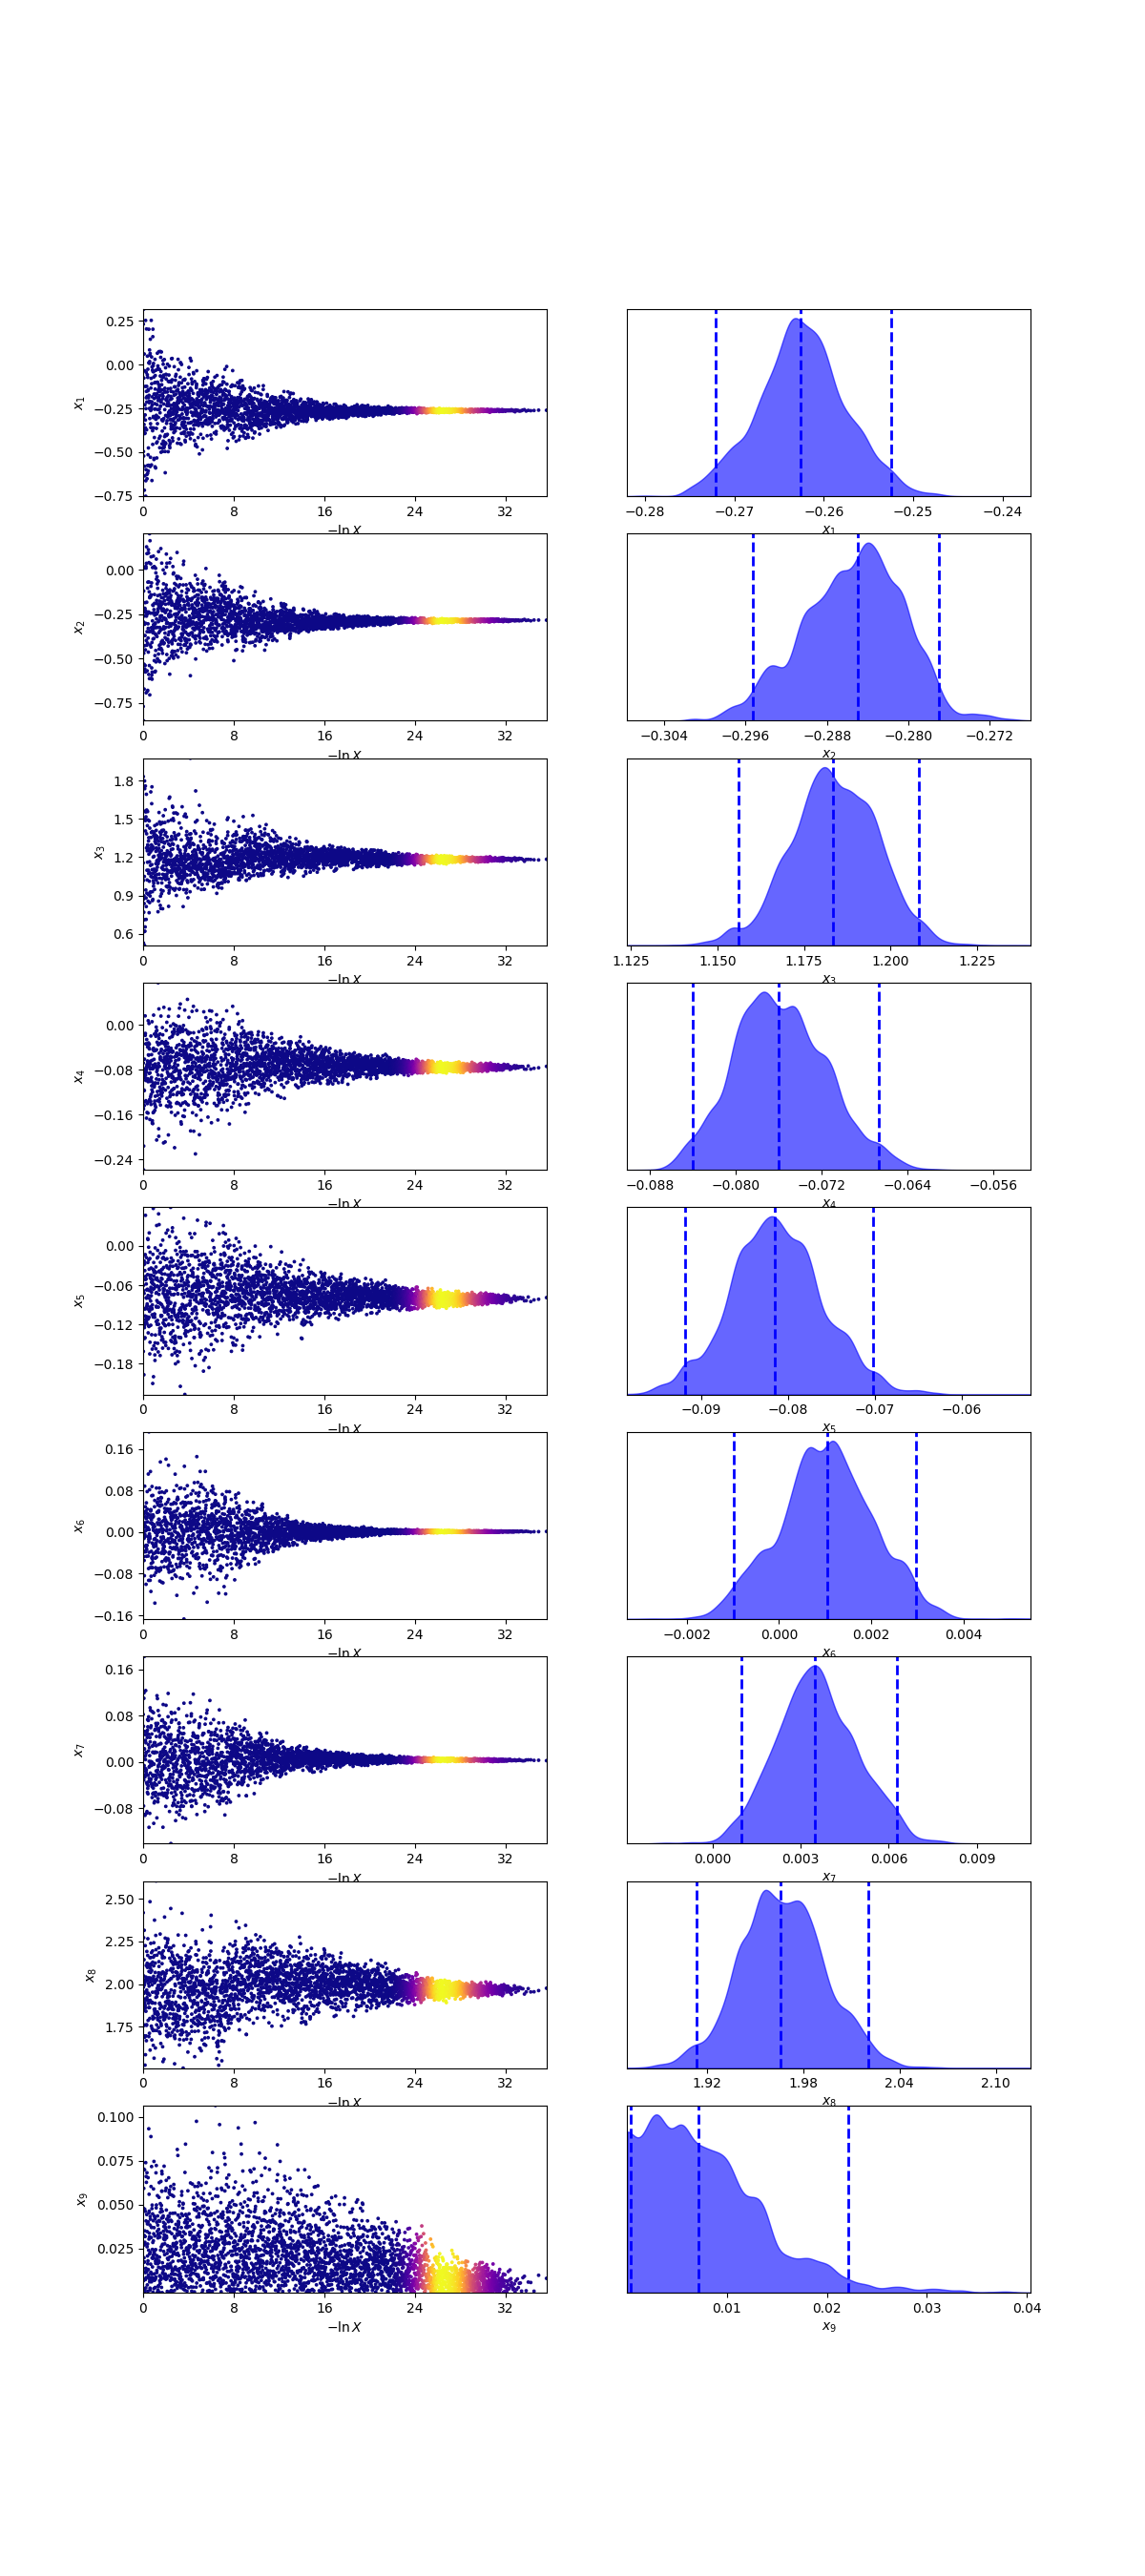 0.25
0.00
−0.25
−0.50
−0.75
x₁
0 8 16 24 32
−ln X
−0.28 −0.27 −0.26 −0.25 −0.24
x₁
0.00
−0.25
−0.50
−0.75
x₂
0 8 16 24 32
−ln X
−0.304 −0.296 −0.288 −0.280 −0.272
x₂
1.8
1.5
1.2
0.9
0.6
x₃
0 8 16 24 32
−ln X
1.125 1.150 1.175 1.200 1.225
x₃
0.00
−0.08
−0.16
−0.24
x₄
0 8 16 24 32
−ln X
−0.088 −0.080 −0.072 −0.064 −0.056
x₄
0.00
−0.06
−0.12
−0.18
x₅
0 8 16 24 32
−ln X
−0.09 −0.08 −0.07 −0.06
x₅
0.16
0.08
0.00
−0.08
−0.16
x₆
0 8 16 24 32
−ln X
−0.002 0.000 0.002 0.004
x₆
0.16
0.08
0.00
−0.08
x₇
0 8 16 24 32
−ln X
0.000 0.003 0.006 0.009
x₇
2.50
2.25
2.00
1.75
x₈
0 8 16 24 32
−ln X
1.92 1.98 2.04 2.10
x₈
0.100
0.075
0.050
0.025
x₉
0 8 16 24 32
−ln X
0.01 0.02 0.03 0.04
x₉